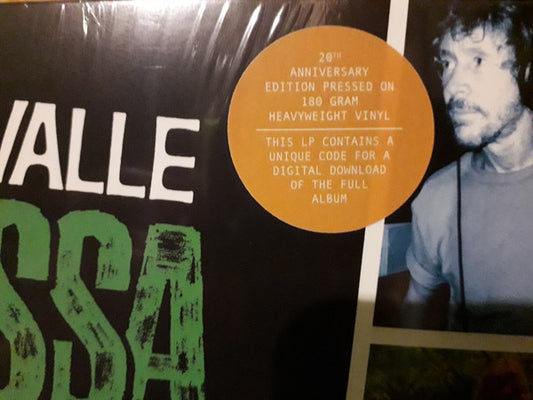 VALLE
SSA
20TH
ANNIVERSARY
EDITION PRESSED ON
180 GRAM
HEAVYWEIGHT VINYL
THIS LP CONTAINS A
UNIQUE CODE FOR A
DIGITAL DOWNLOAD
OF THE FULL
ALBUM